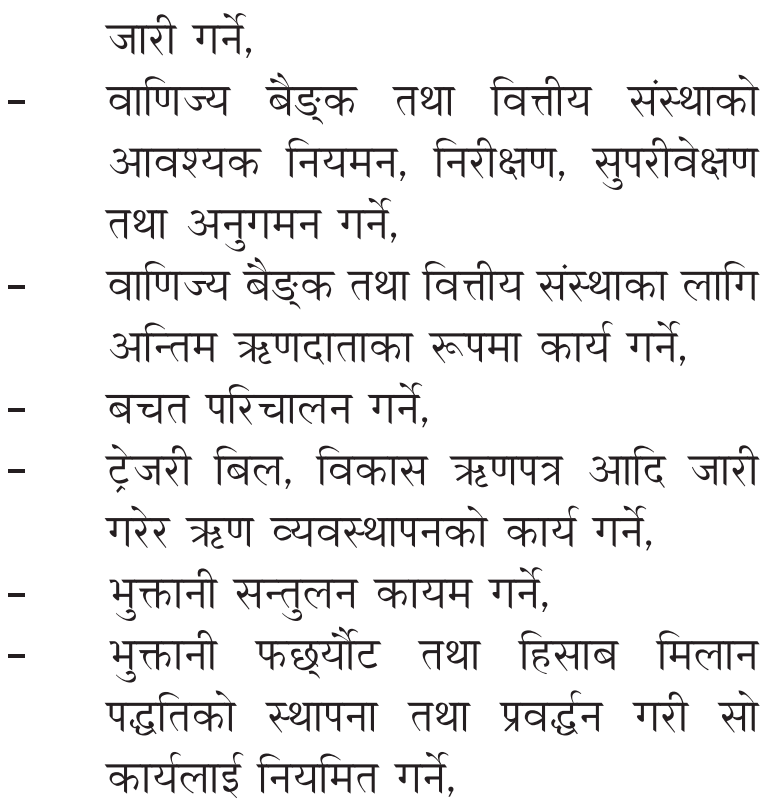 जारी गर्ने,
– वाणिज्य बैङ्क तथा वित्तीय संस्थाको
आवश्यक नियमन, निरीक्षण, सुपरीवेक्षण
तथा अनुगमन गर्ने,
– वाणिज्य बैङ्क तथा वित्तीय संस्थाका लागि
अन्तिम ऋणदाताका रूपमा कार्य गर्ने,
– बचत परिचालन गर्ने,
– ट्रेजरी बिल, विकास ऋणपत्र आदि जारी
गरेर ऋण व्यवस्थापनको कार्य गर्ने,
– भुक्तानी सन्तुलन कायम गर्ने,
– भुक्तानी फछ्र्यौट तथा हिसाब मिलान
पद्धतिको स्थापना तथा प्रवर्द्धन गरी सो
कार्यलाई नियमित गर्ने,